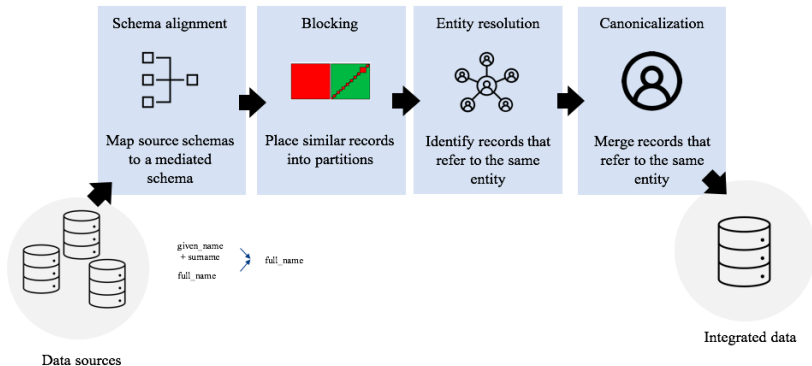 Schema alignment
Map source schemas
to a mediated
schema
Blocking
Place similar records
into partitions
Entity resolution
Identify records that
refer to the same
entity
Canonicalization
Merge records that
refer to the same
entity
given_name
+ surname
full_name
full_name
Data sources
Integrated data